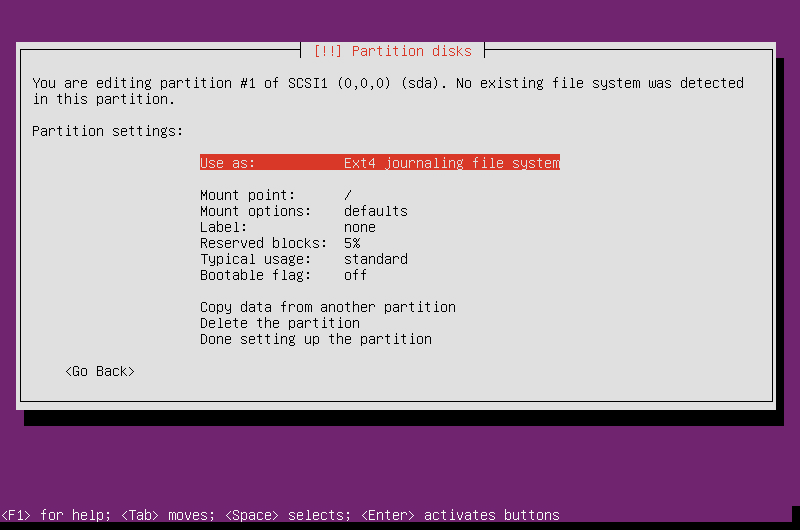 [!!] Partition disks
You are editing partition #1 of SCSI1 (0,0,0) (sda). No existing file system was detected
in this partition.
Partition settings:
Use as: Ext4 journaling file system
Mount point: /
Mount options: defaults
Label: none
Reserved blocks: 5%
Typical usage: standard
Bootable flag: off
Copy data from another partition
Delete the partition
Done setting up the partition
<Go Back>
<F1> for help; <Tab> moves; <Space> selects; <Enter> activates buttons